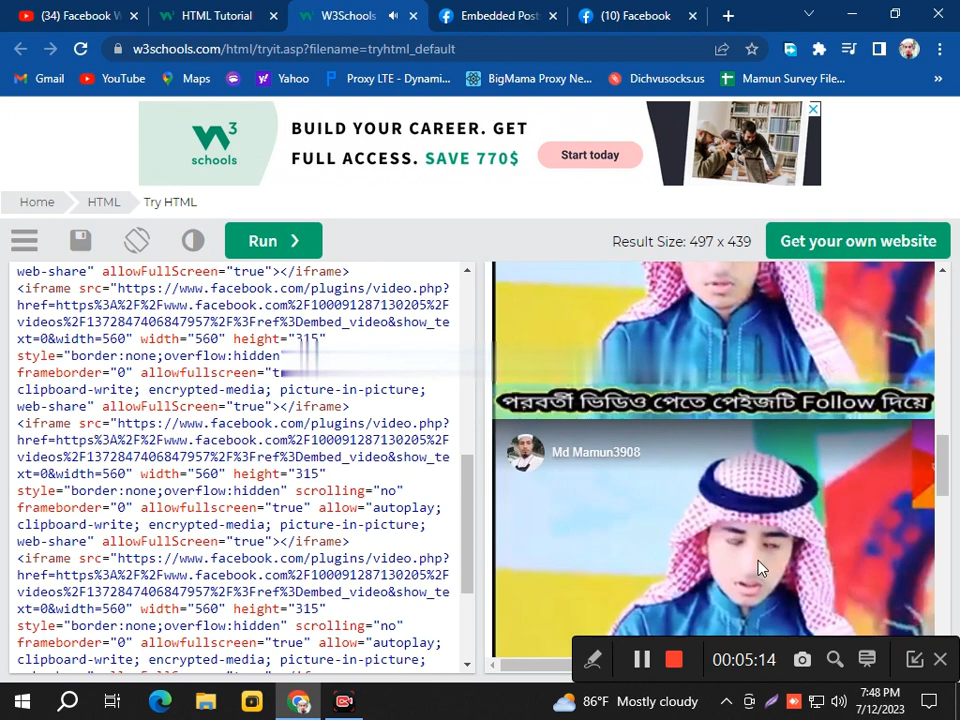 (34) Facebook W
HTML Tutorial
W3Schools
Embedded Post
(10) Facebook
w3schools.com/html/tryit.asp?filename=tryhtml_default
Gmail
YouTube
Maps
Yahoo
Proxy LTE - Dynami...
BigMama Proxy Ne...
Dichvusocks.us
Mamun Survey File...
»
3
schools
BUILD YOUR CAREER. GET
FULL ACCESS. SAVE 770$
Start today
Home
HTML
Try HTML
Run ❯
Result Size: 497 x 439
Get your own website
web-share" allowFullScreen="true"></iframe>
<iframe src="https://www.facebook.com/plugins/video.php?
href=https%3A%2F%2Fwww.facebook.com%2F100091287130205%2F
videos%2F1372847406847957%2F%3Fref%3Dembed_video&show_te
xt=0&width=560" width="560" height="315"
style="border:none;overflow:hidden"
frameborder="0" allowfullscreen="t
clipboard-write; encrypted-media; picture-in-picture;
web-share" allowFullScreen="true"></iframe>
<iframe src="https://www.facebook.com/plugins/video.php?
href=https%3A%2F%2Fwww.facebook.com%2F100091287130205%2F
videos%2F1372847406847957%2F%3Fref%3Dembed_video&show_te
xt=0&width=560" width="560" height="315"
style="border:none;overflow:hidden" scrolling="no"
frameborder="0" allowfullscreen="true" allow="autoplay;
clipboard-write; encrypted-media; picture-in-picture;
web-share" allowFullScreen="true"></iframe>
<iframe src="https://www.facebook.com/plugins/video.php?
href=https%3A%2F%2Fwww.facebook.com%2F100091287130205%2F
videos%2F1372847406847957%2F%3Fref%3Dembed_video&show_te
xt=0&width=560" width="560" height="315"
style="border:none;overflow:hidden" scrolling="no"
frameborder="0" allowfullscreen="true" allow="autoplay;
clipboard-write; encrypted-media; picture-in-picture;
পরবর্তী ভিডিও পেতে পেইজটি Follow দিয়ে
Md Mamun3908
00:05:14
86°F Mostly cloudy
7:48 PM
7/12/2023